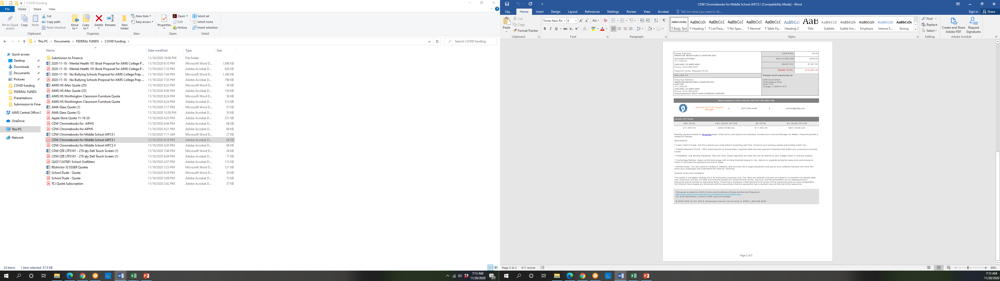 COVID funding
File Home Share View
Pin to Quick access
Copy
Paste
Cut
Copy path
Paste shortcut
Clipboard
Move to
Copy to
Delete
Rename
Organize
New folder
New item
Easy access
New
Properties
Open
Edit
History
Open
Select all
Select none
Invert selection
Select
This PC > Documents > FEDERAL FUNDS > COVID funding >
Search COVID funding
Quick access
Desktop
Downloads
Documents
Pictures
COVID funding
FEDERAL FUNDS
Presentations
Submission to Finar
AIMS Central Office D
OneDrive
This PC
Network
Name Date modified Type Size
Submission to Finance 11/19/2020 10:06 PM File folder
2020-11-18 - Mental Health 101 Book Proposal for AIMS College P... 11/19/2020 8:10 PM Microsoft Word D... 1,686 KB
2020-11-18 - Mental Health 101 Book Proposal for AIMS College P... 11/19/2020 7:35 PM Adobe Acrobat D... 926 KB
2020-11-18 - No Bullying Schools Proposal for AIMS College Prep ... 11/19/2020 7:44 PM Microsoft Word D... 1,380 KB
2020-11-18 - No Bullying Schools Proposal for AIMS College Prep ... 11/19/2020 7:35 PM Adobe Acrobat D... 798 KB
AIMS HS iMac Quote (25) 11/19/2020 8:33 PM Microsoft Word D... 39 KB
AIMS HS iMac Quote (25) 11/19/2020 8:00 PM Adobe Acrobat D... 154 KB
AIMS HS Worthington Classroom Furniture Quote 11/19/2020 8:24 PM Microsoft Word D... 56 KB
AIMS HS Worthington Classroom Furniture Quote 11/19/2020 8:24 PM Adobe Acrobat D... 515 KB
AMA Glass Quote (1) 11/19/2020 7:17 PM Microsoft Word D... 57 KB
AMA Glass Quote (1) 11/18/2020 12:58 PM Adobe Acrobat D... 50 KB
Apple Store Quote 11-19-20 11/19/2020 4:33 PM Adobe Acrobat D... 251 KB
CDW Chromebooks for AIPHS 11/19/2020 4:49 PM Adobe Acrobat D... 68 KB
CDW Chromebooks for AIPHS 11/19/2020 4:21 PM Adobe Acrobat D... 68 KB
CDW Chromebooks for Middle School AIPCS I 11/20/2020 7:11 AM Microsoft Word D... 27 KB
CDW Chromebooks for Middle School AIPCS I 11/19/2020 4:19 PM Adobe Acrobat D... 68 KB
CDW Chromebooks for Middle School AIPCS II 11/19/2020 4:20 PM Adobe Acrobat D... 68 KB
CDW QTE LTFS181 - 270 qty Dell Touch Screen (1) 11/19/2020 7:48 PM Microsoft Word D... 26 KB
CDW QTE LTFS181 - 270 qty Dell Touch Screen (1) 11/19/2020 6:04 PM Adobe Acrobat D... 71 KB
QUO11247881 School Outfitters 11/18/2020 4:57 PM Adobe Acrobat D... 113 KB
REstrictor 32 ESSER Quotes 11/19/2020 7:23 PM Microsoft Word D... 121 KB
School Dude - Quote 11/19/2020 9:28 PM Microsoft Word D... 50 KB
School Dude - Quote 11/18/2020 3:08 PM Adobe Acrobat D... 73 KB
TCI Quote Subscription 11/19/2020 2:42 PM Adobe Acrobat D... 37 KB
24 items 1 item selected 67.9 KB
7:13 AM
11/20/2020
20
CDW Chromebooks for Middle School AIPCS I [Compatibility Mode] - Word
Sign in Share
File Home Insert Design Layout References Mailings Review View Acrobat Tell me what you want to do...
Paste
Cut
Copy
Format Painter
Clipboard
Times New Ro 8
Font
Paragraph
¶ Body Text ¶ Heading 1 ¶ List Para... ¶ No Spac... ¶ Normal ¶ Table Pa... Heading 2 Title Subtitle Subtle Em... Emphasis Intense E... Strong
Styles
Find
Replace
Select
Editing
Create and Share Adobe PDF
Request Signatures
Adobe Acrobat
Billing Address:
AMERICAN INDIAN PUBLIC CHARTER SCH
ACCOUNTS PAYABLE
171 12TH ST
OAKLAND, CA 94607-4900
Phone: (510) 893-8701
Payment Terms: Request Terms
SHIPPING $0.00
RECYCLING FEE $240.00
SALES TAX $1,451.92
GRAND TOTAL $19,302.32
DELIVER TO
Please remit payments to:
Shipping Address:
AMERICAN INDIAN PUBLIC CHARTER SCH
ALEX LEE
171 12TH ST
OAKLAND, CA 94607-4900
Phone: (510) 893-8701
Shipping Method: DROP SHIP-COMMON CARRIER
CDW Government
75 Remittance Drive
Suite 1515
Chicago, IL 60675-1515
Need Assistance? CDW G SALES CONTACT INFORMATION
John Hart | K-12 Sr. Account Manager| | (877) 554-4480 | johnhar@cdwg.com
LEASE OPTIONS
FMV TOTAL FMV LEASE OPTION BO TOTAL BO LEASE OPTION
$17,850.40 $488.92/Month $17,850.40 $561.93/Month
Monthly payment based on 36 month lease. Other terms and options are available. Contact your Account Manager for details. Payment quoted is
subject to change.
Why finance?
• Lower Upfront Costs. Get the products you need without impacting cash flow. Preserve your working capital and existing credit line.
• Flexible Payment Terms. 100% financing with no money down, payment deferrals and payment schedules that match your company's business
cycles.
• Predictable, Low Monthly Payments. Pay over time. Lease payments are fixed and can be tailored to your budget levels or revenue streams.
• Technology Refresh. Keep current technology with minimal financial impact or risk. Add-on or upgrade during the lease term and choose to
return or purchase the equipment at end of lease.
• Bundle Costs. You can combine hardware, software, and services into a single transaction and pay for your software licenses over time! We
know your challenges and understand the need for flexibility.
General Terms and Conditions:
This quote is not legally binding and is for discussion purposes only. The rates are estimate only and are based on a collection of industry data
from numerous sources. All rates and financial quotes are subject to final review, approval, and documentation by our leasing partners.
Payments above exclude all applicable taxes. Financing is subject to credit approval and review of final equipment and services configuration.
Fair Market Value leases are structured with the assumption that the equipment has a residual value at the end of the lease term.
This quote is subject to CDW's Terms and Conditions of Sales and Service Projects at
For more information, contact a CDW account manager
© 2020 CDW G LLC, 200 N. Milwaukee Avenue, Vernon Hills, IL 60061 | 800.808.4239
Page 2 of 2
Page 2 of 2 617 words
80%
7:13 AM
11/20/2020